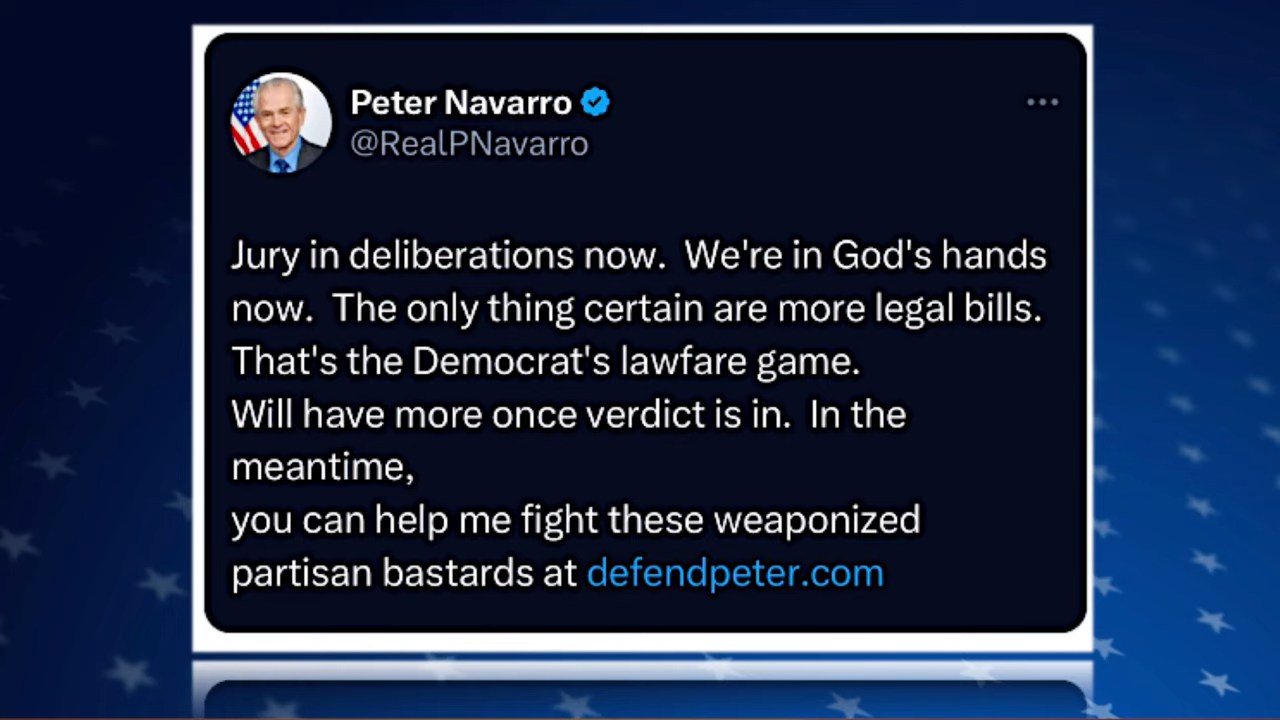 Peter Navarro
@RealPNavarro
Jury in deliberations now.  We're in God's hands
now.  The only thing certain are more legal bills.
That's the Democrat's lawfare game.
Will have more once verdict is in.  In the
meantime,
you can help me fight these weaponized
partisan bastards at defendpeter.com